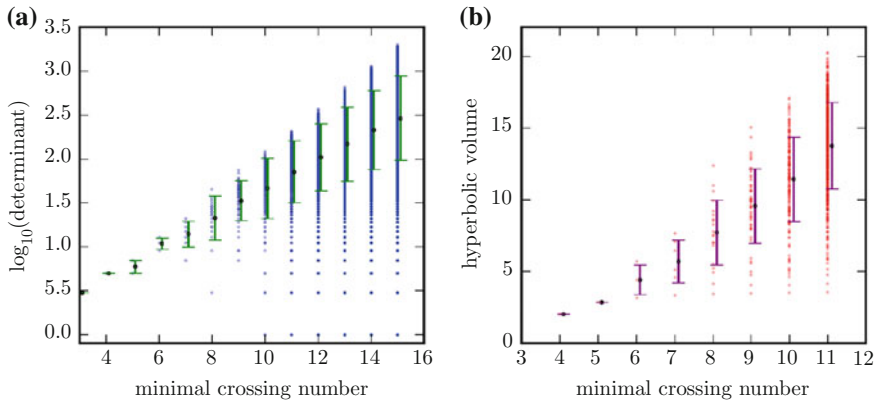 (a)
log10(determinant)
3.5
3.0
2.5
2.0
1.5
1.0
5.5
0.0
4 6 8 10 12 14 16
minimal crossing number
(b)
hyperbolic volume
20
15
10
5
0
3 4 5 6 7 8 9 10 11 12
minimal crossing number